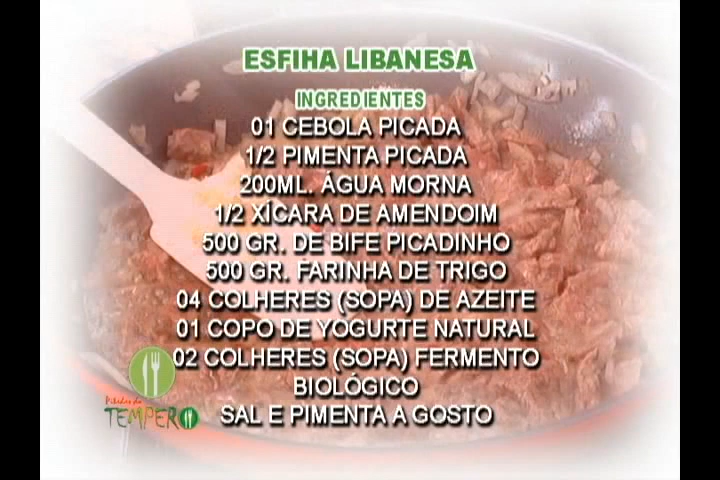 ESFIHA LIBANESA
INGREDIENTES
01 CEBOLA PICADA
1/2 PIMENTA PICADA
200ML. ÁGUA MORNA
1/2 XÍCARA DE AMENDOIM
500 GR. DE BIFE PICADINHO
500 GR. FARINHA DE TRIGO
04 COLHERES (SOPA) DE AZEITE
01 COPO DE YOGURTE NATURAL
02 COLHERES (SOPA) FERMENTO
BIOLÓGICO
SAL E PIMENTA A GOSTO
TEMPERO